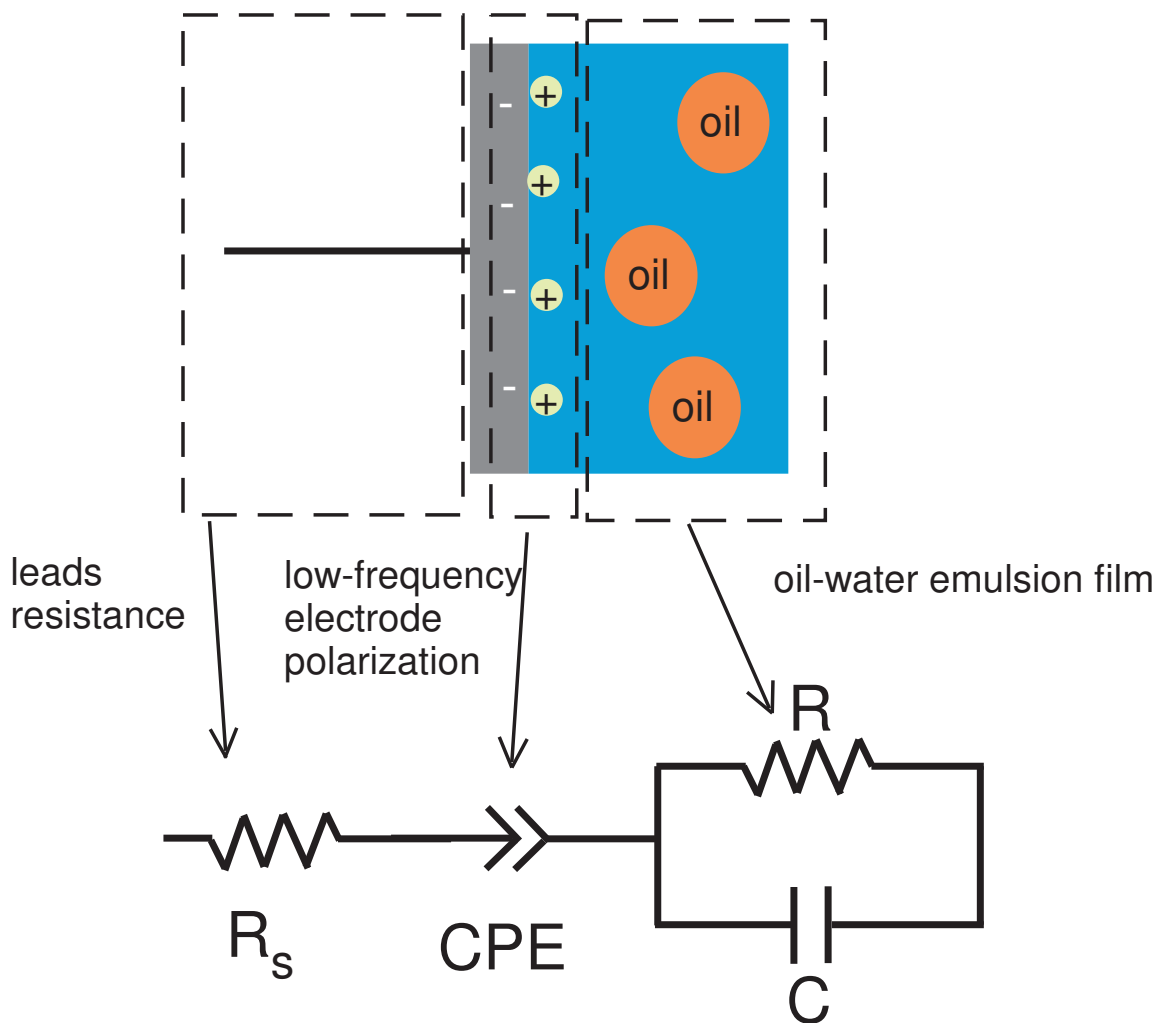 -
+
oil
-
+
-
+
oil
-
+
oil
leads
resistance
low-frequency
electrode
polarization
oil-water emulsion film
R
Rs
CPE
C